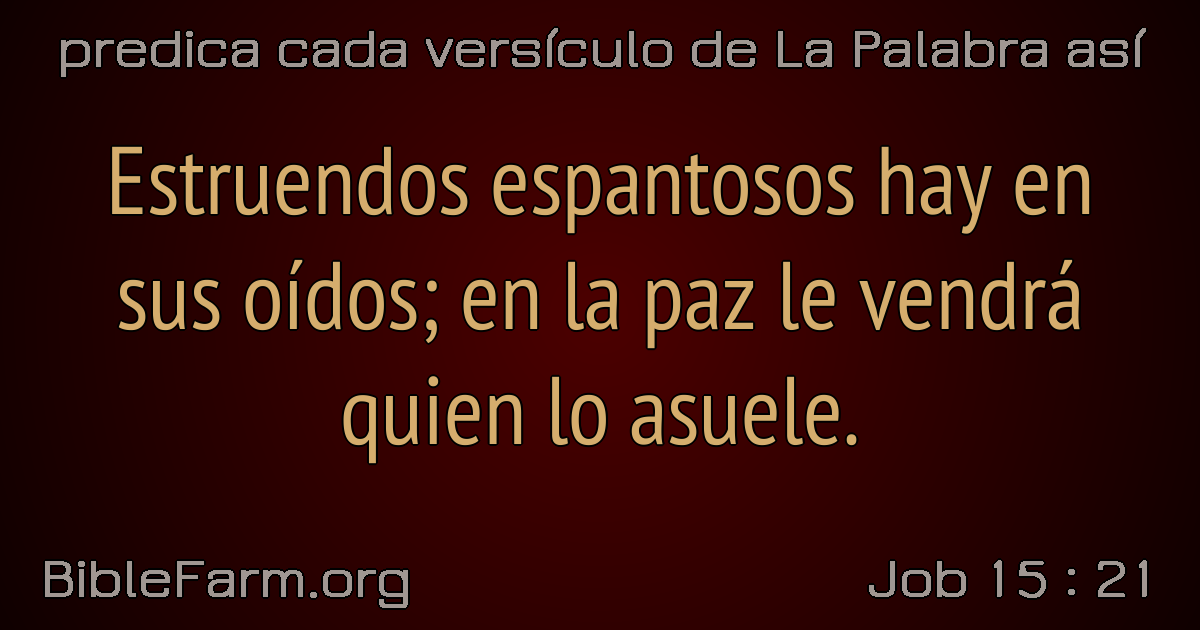 predica cada versículo de La Palabra así
Estruendos espantosos hay en
sus oídos; en la paz le vendrá
quien lo asuele.
BibleFarm.org
Job 15 : 21